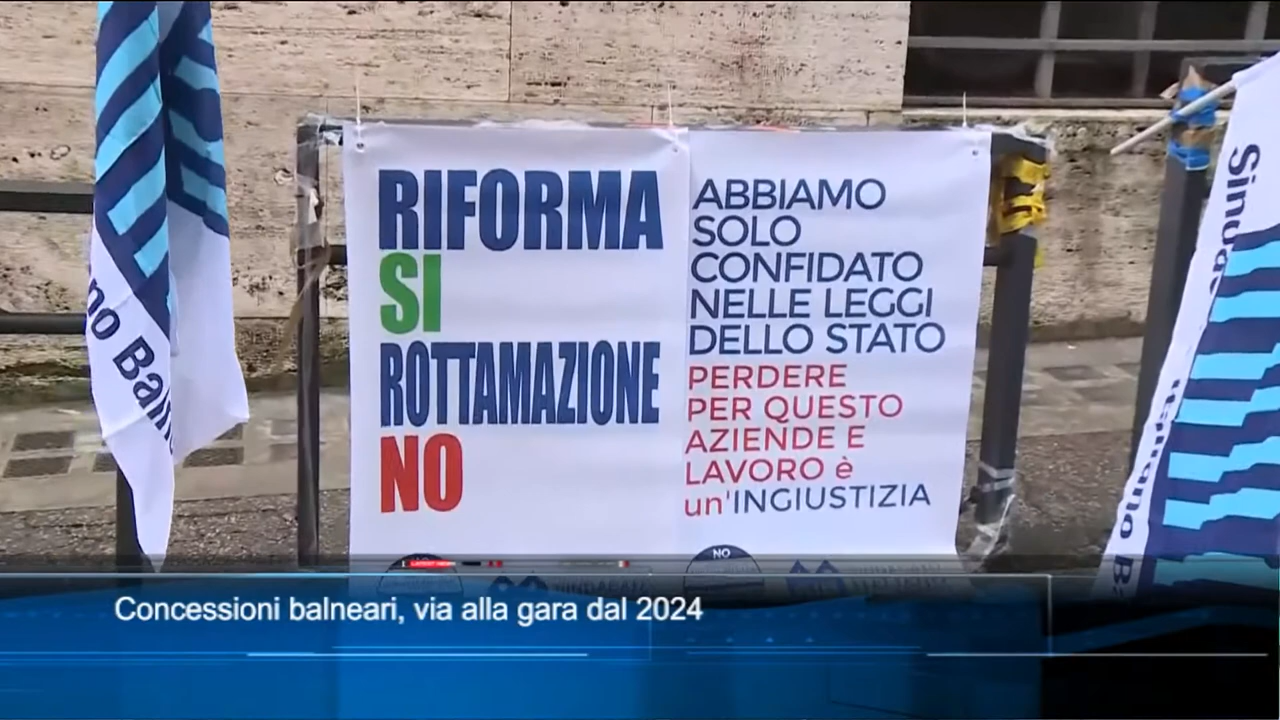 RIFORMA
SI
ROTTAMAZIONE
NO
ABBIAMO
SOLO
CONFIDATO
NELLE LEGGI
DELLO STATO
PERDERE
PER QUESTO
AZIENDE E
LAVORO è
un'INGIUSTIZIA
NO
Concessioni balneari, via alla gara dal 2024